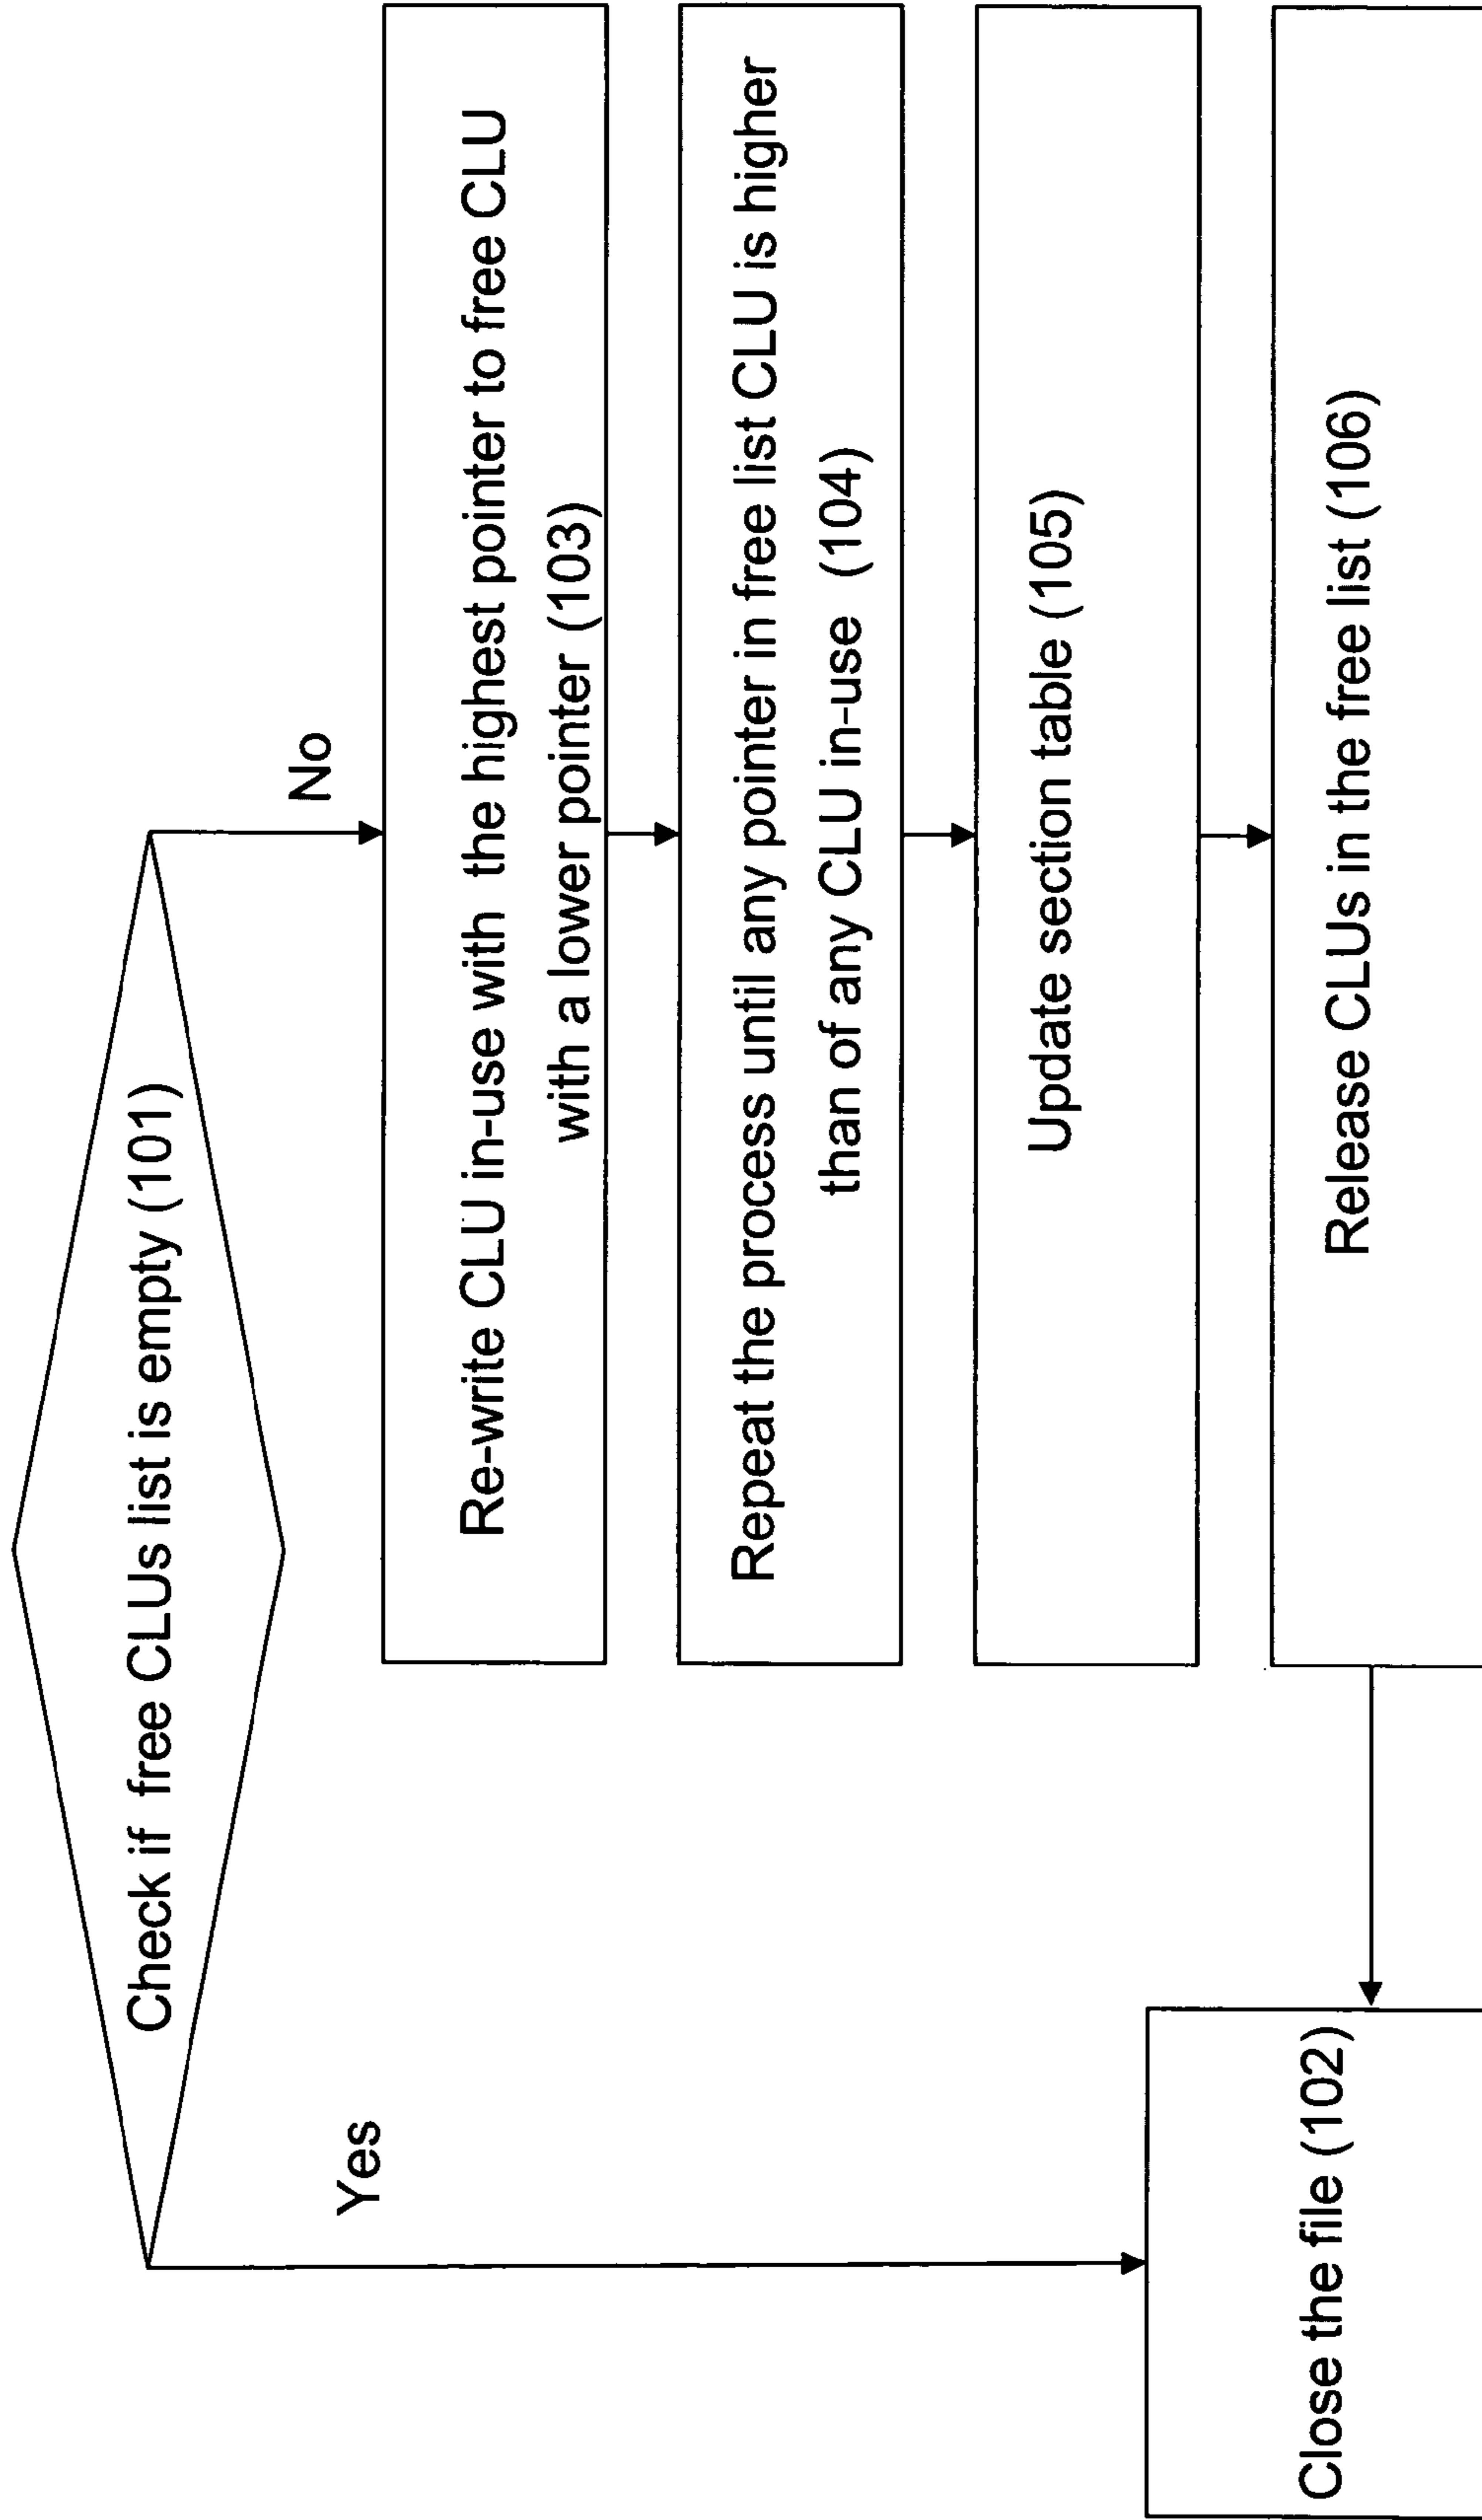 Check if free CLUs list is empty (101)
No
Yes
Re-write CLU in-use with the highest pointer to free CLU
with a lower pointer (103)
Repeat the process until any pointer in free list CLU is higher
than of any CLU in-use (104)
Update section table (105)
Release CLUs in the free list (106)
Close the file (102)